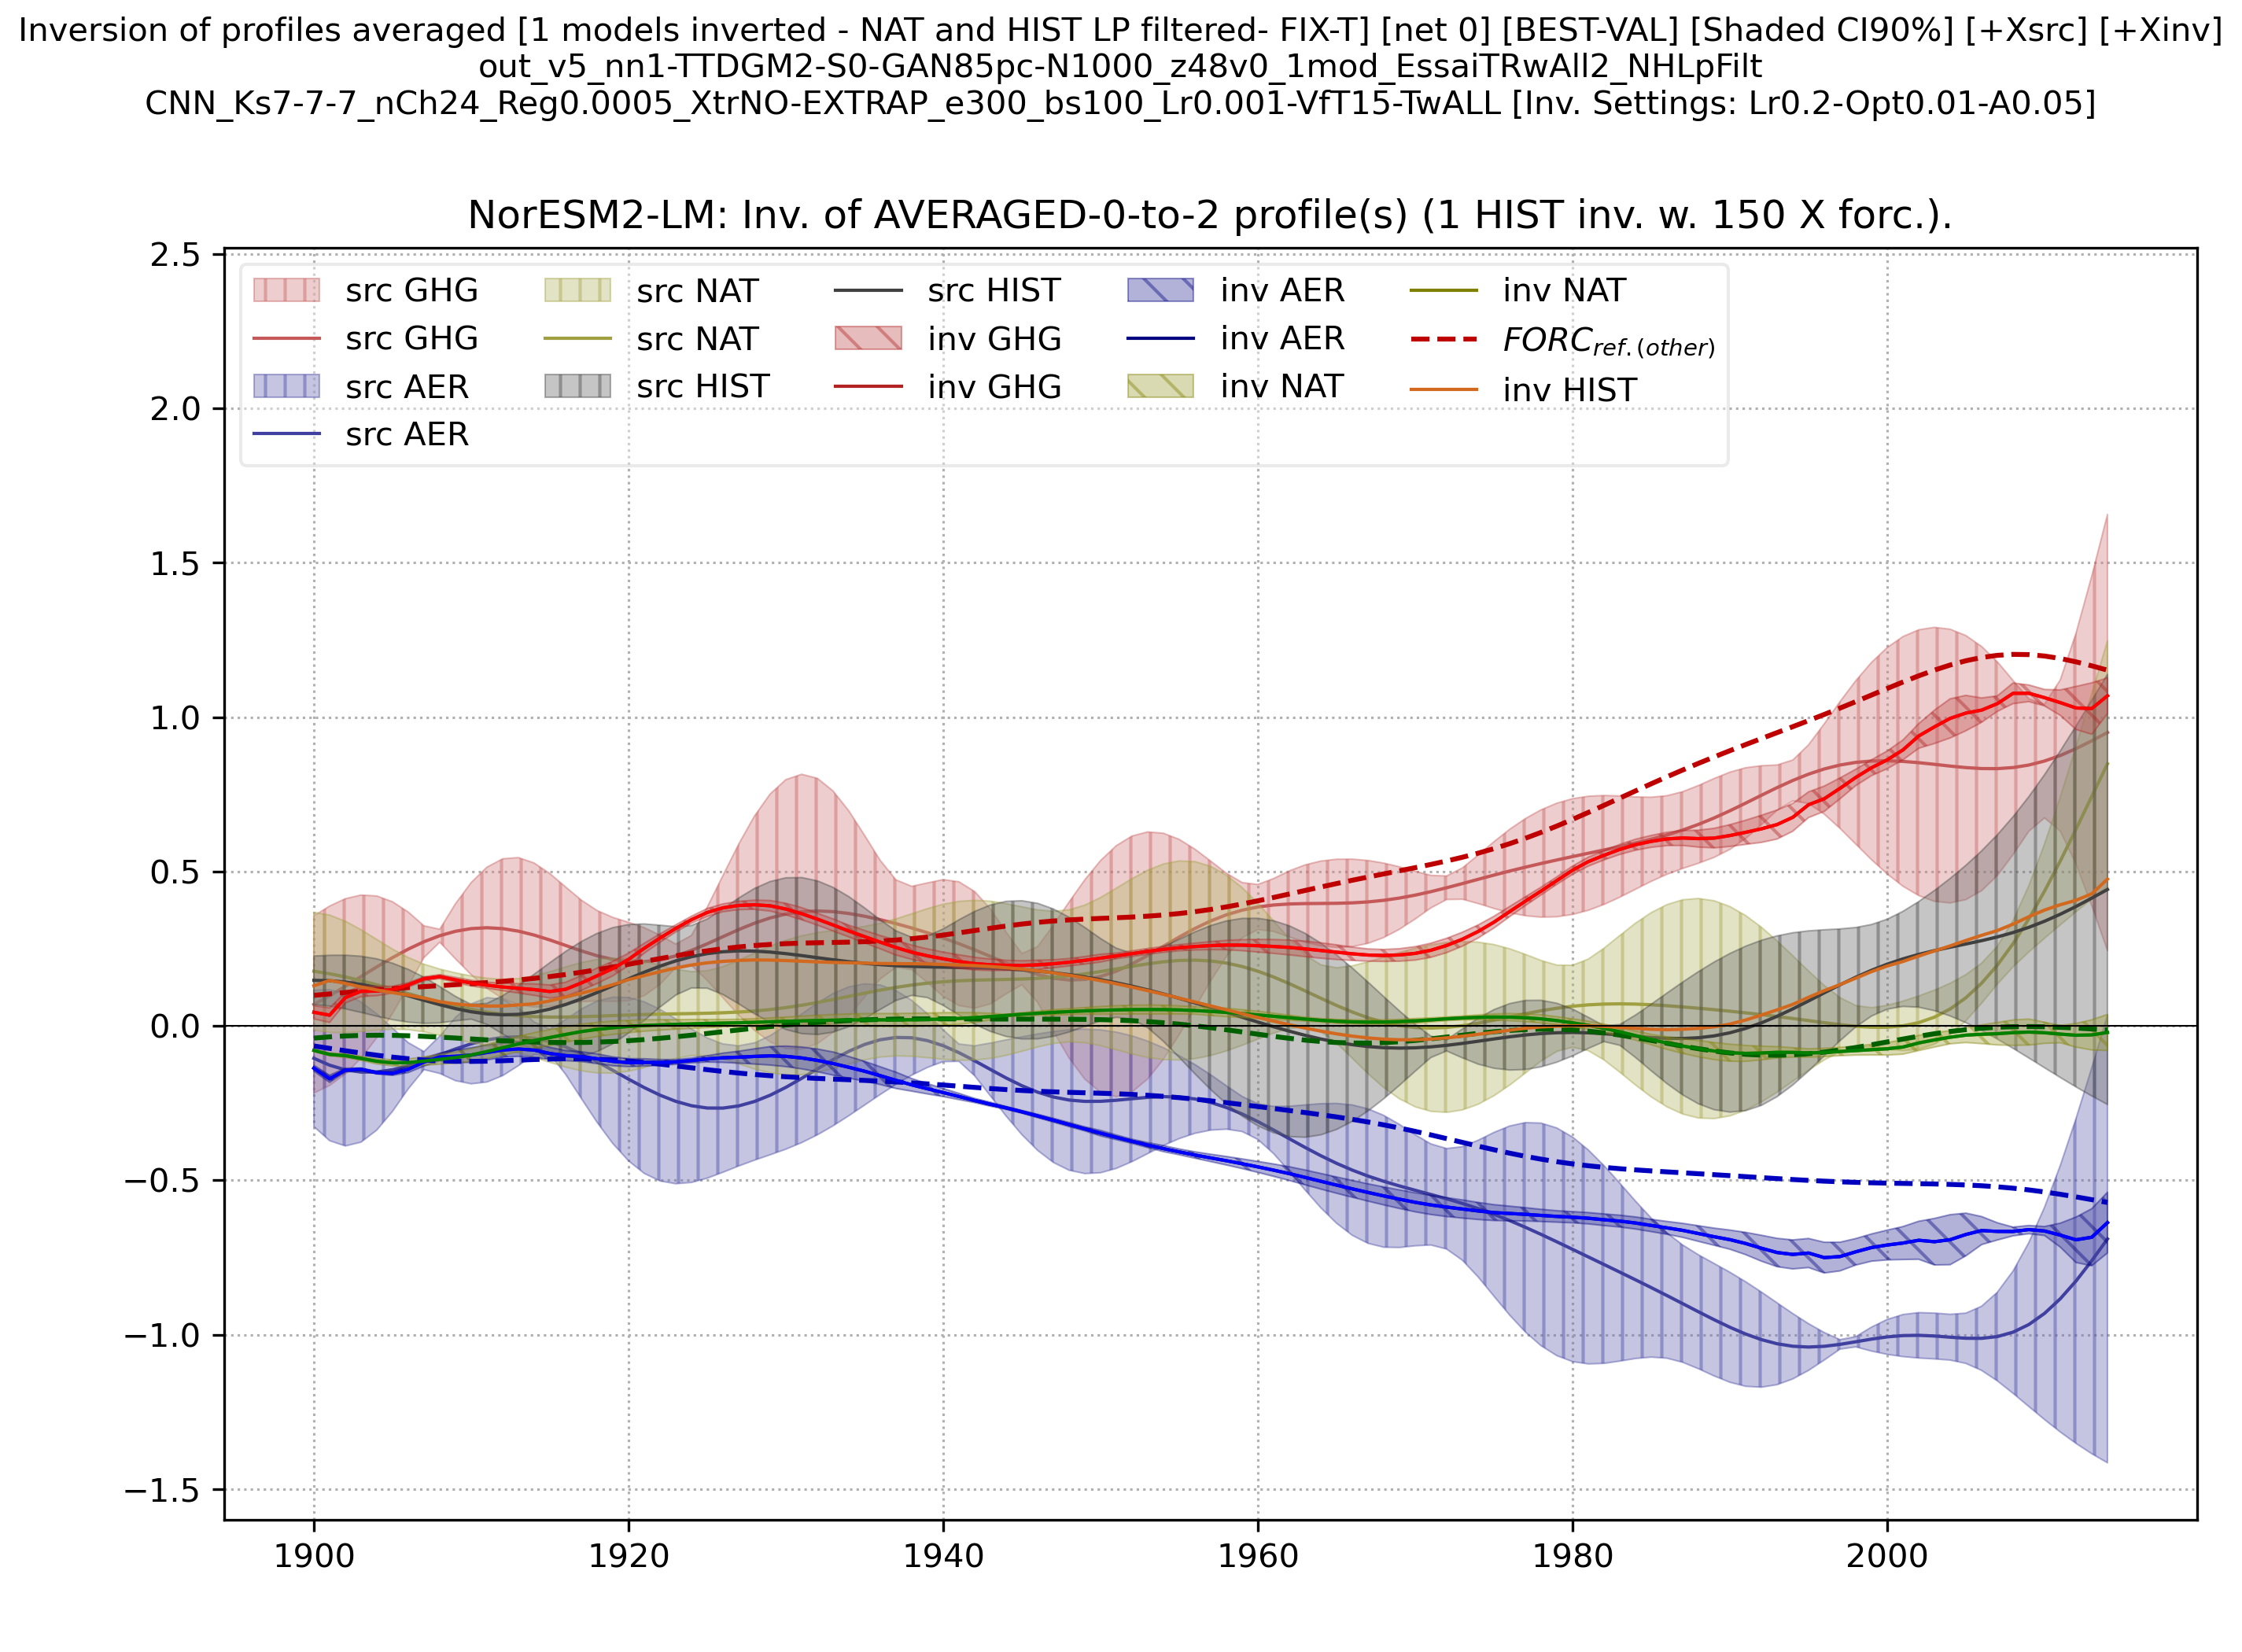 Inversion of profiles averaged [1 models inverted - NAT and HIST LP filtered- FIX-T] [net 0] [BEST-VAL] [Shaded CI90%] [+Xsrc] [+Xinv]
out_v5_nn1-TTDGM2-S0-GAN85pc-N1000_z48v0_1mod_EssaiTRwAll2_NHLpFilt
CNN_Ks7-7-7_nCh24_Reg0.0005_XtrNO-EXTRAP_e300_bs100_Lr0.001-VfT15-TwALL [Inv. Settings: Lr0.2-Opt0.01-A0.05]
NorESM2-LM: Inv. of AVERAGED-0-to-2 profile(s) (1 HIST inv. w. 150 X forc.).
src GHG
src GHG
src AER
src AER
src NAT
src NAT
src HIST
src HIST
inv GHG
inv GHG
inv AER
inv AER
inv NAT
inv NAT
FORC ref.(other)
inv HIST
2.5
2.0
1.5
1.0
0.5
0.0
−0.5
−1.0
−1.5
1900 1920 1940 1960 1980 2000